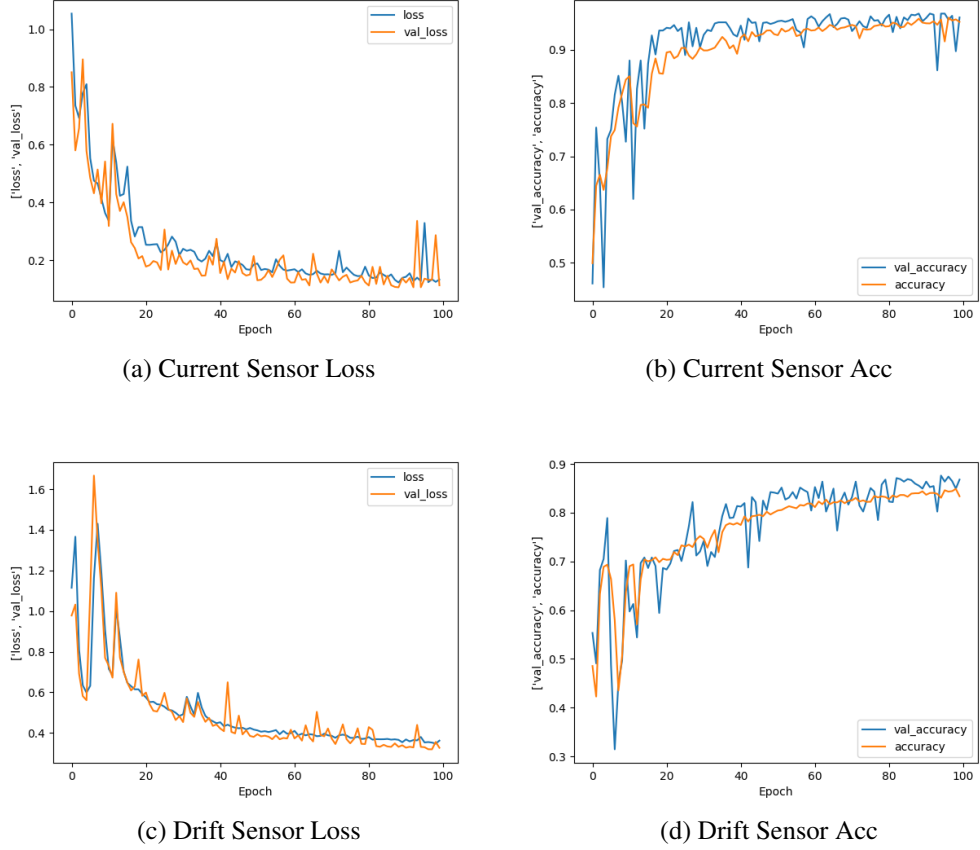 1.0
0.8
0.6
0.4
0.2
['loss', 'val_loss']
loss
val_loss
0 20 40 60 80 100
Epoch
(a) Current Sensor Loss
0.9
0.8
0.7
0.6
0.5
['val_accuracy', 'accuracy']
val_accuracy
accuracy
0 20 40 60 80 100
Epoch
(b) Current Sensor Acc
1.6
1.4
1.2
1.0
0.8
0.6
0.4
['loss', 'val_loss']
loss
val_loss
0 20 40 60 80 100
Epoch
(c) Drift Sensor Loss
0.9
0.8
0.7
0.6
0.5
0.4
0.3
['val_accuracy', 'accuracy']
val_accuracy
accuracy
0 20 40 60 80 100
Epoch
(d) Drift Sensor Acc